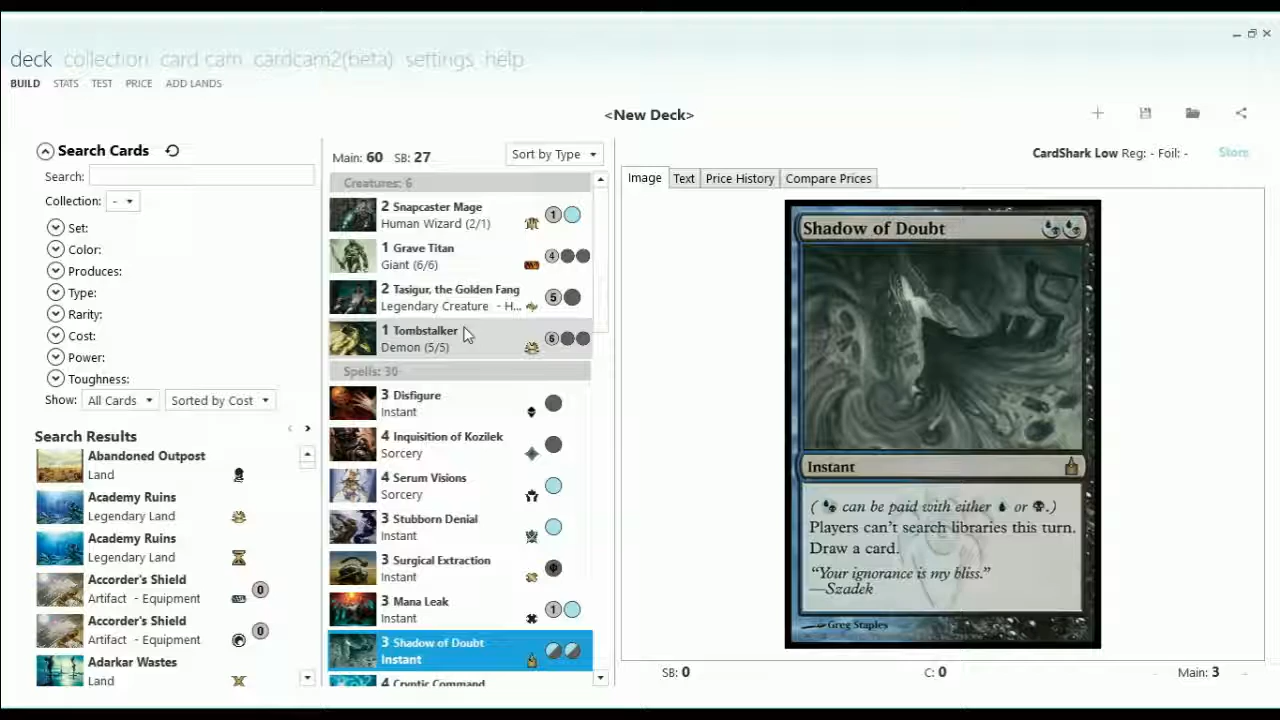 deck collection card cam cardcam2(beta) settings help
BUILD STATS TEST PRICE ADD LANDS
<New Deck>
Search Cards
Search:
Collection: -
Set:
Color:
Produces:
Type:
Rarity:
Cost:
Power:
Toughness:
Show: All Cards Sorted by Cost
Search Results
Abandoned Outpost
Land
Academy Ruins
Legendary Land
Academy Ruins
Legendary Land
Accorder's Shield
Artifact - Equipment 0
Accorder's Shield
Artifact - Equipment 0
Adarkar Wastes
Land
Main: 60 SB: 27 Sort by Type
Creatures: 6
2 Snapcaster Mage
Human Wizard (2/1) 1
1 Grave Titan
Giant (6/6) 4
2 Tasigur, the Golden Fang
Legendary Creature - H... 5
1 Tombstalker
Demon (5/5) 6
Spells: 30
3 Disfigure
Instant
4 Inquisition of Kozilek
Sorcery
4 Serum Visions
Sorcery
3 Stubborn Denial
Instant
3 Surgical Extraction
Instant
3 Mana Leak
Instant 1
3 Shadow of Doubt
Instant
4 Cryptic Command
CardShark Low Reg: - Foil: - Store
Image Text Price History Compare Prices
Shadow of Doubt
Instant
( can be paid with either or .)
Players can't search libraries this turn.
Draw a card.
"Your ignorance is my bliss."
—Szadek
Greg Staples
SB: 0 C: 0 Main: 3